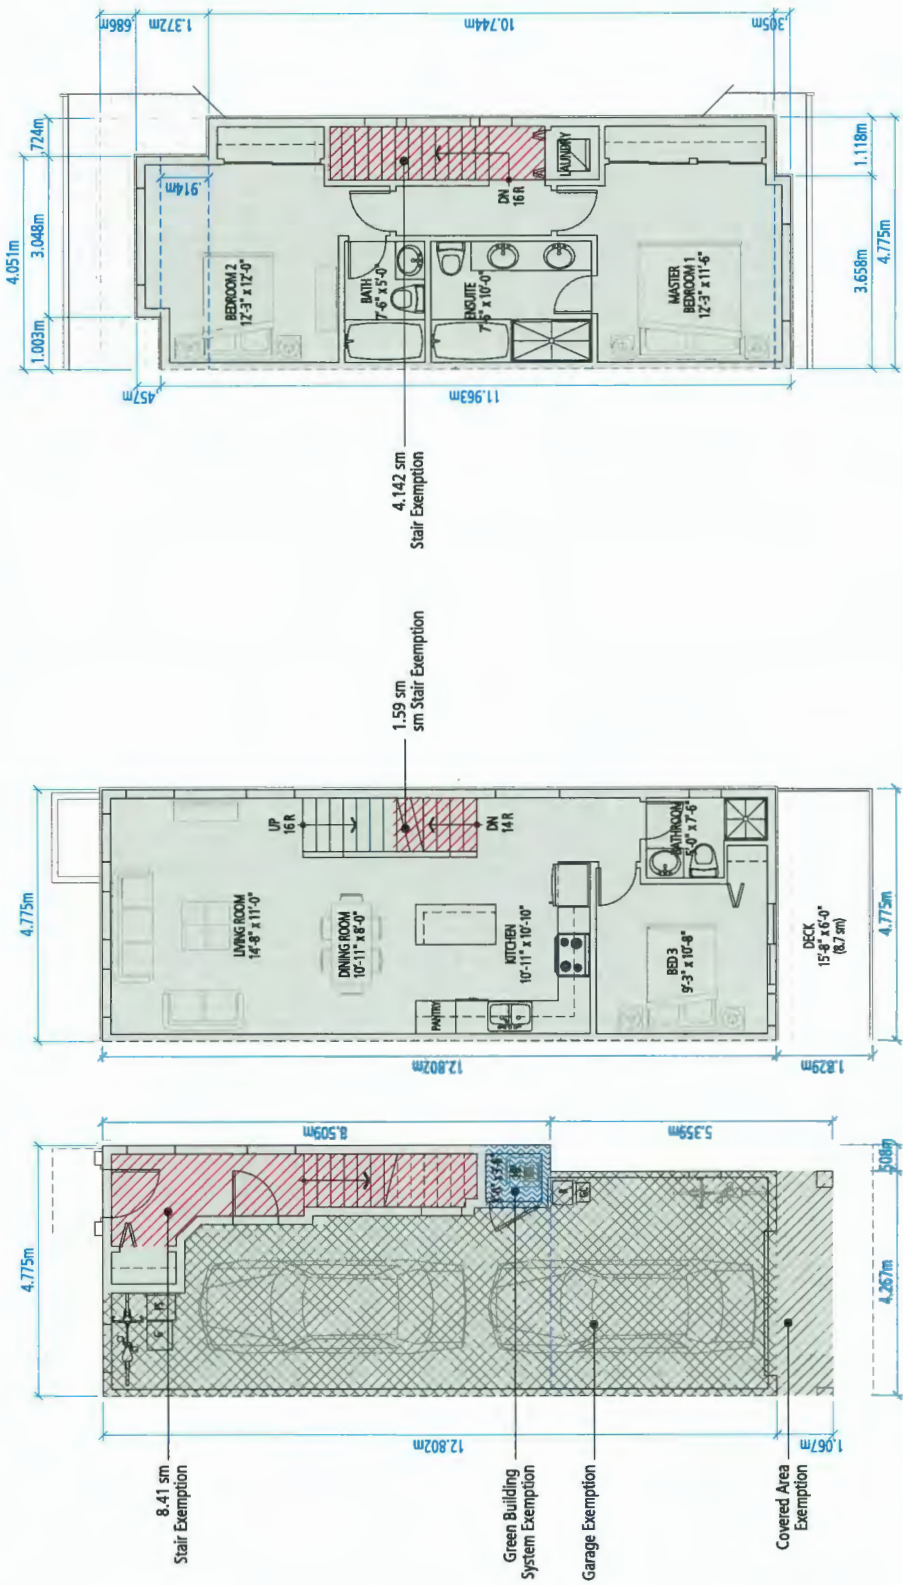 8.41 sm
Stair Exemption
Green Building
System Exemption
Garage Exemption
Covered Area
Exemption
4.775m
12.802m
1.067m
8.509m
5.359m
.508m
4.267m
1.59 sm
sm Stair Exemption
4.775m
12.802m
1.829m
4.775m
LIVING ROOM
14'-8" x 11'-0"
DINING ROOM
10'-11" x 8'-0"
UP
16 R
DN
14 R
KITCHEN
10'-11" x 10'-10"
PANTRY
BED 3
9'-3" x 10'-8"
BATHROOM
5'-0" x 7'-6"
DECK
15'-8" x 6'-0"
(8.7 sm)
4.142 sm
Stair Exemption
4.051m
1.003m
3.048m
.724m
.914m
.686m
1.372m
10.744m
.305m
.457m
11.963m
BEDROOM 2
12'-3" x 12'-0"
BATH
7'-6" x 5'-0"
ENSUITE
7'-6" x 10'-0"
DN
16 R
LAUNDRY
MASTER
BEDROOM 1
12'-3" x 11'-6"
3.658m
1.118m
4.775m